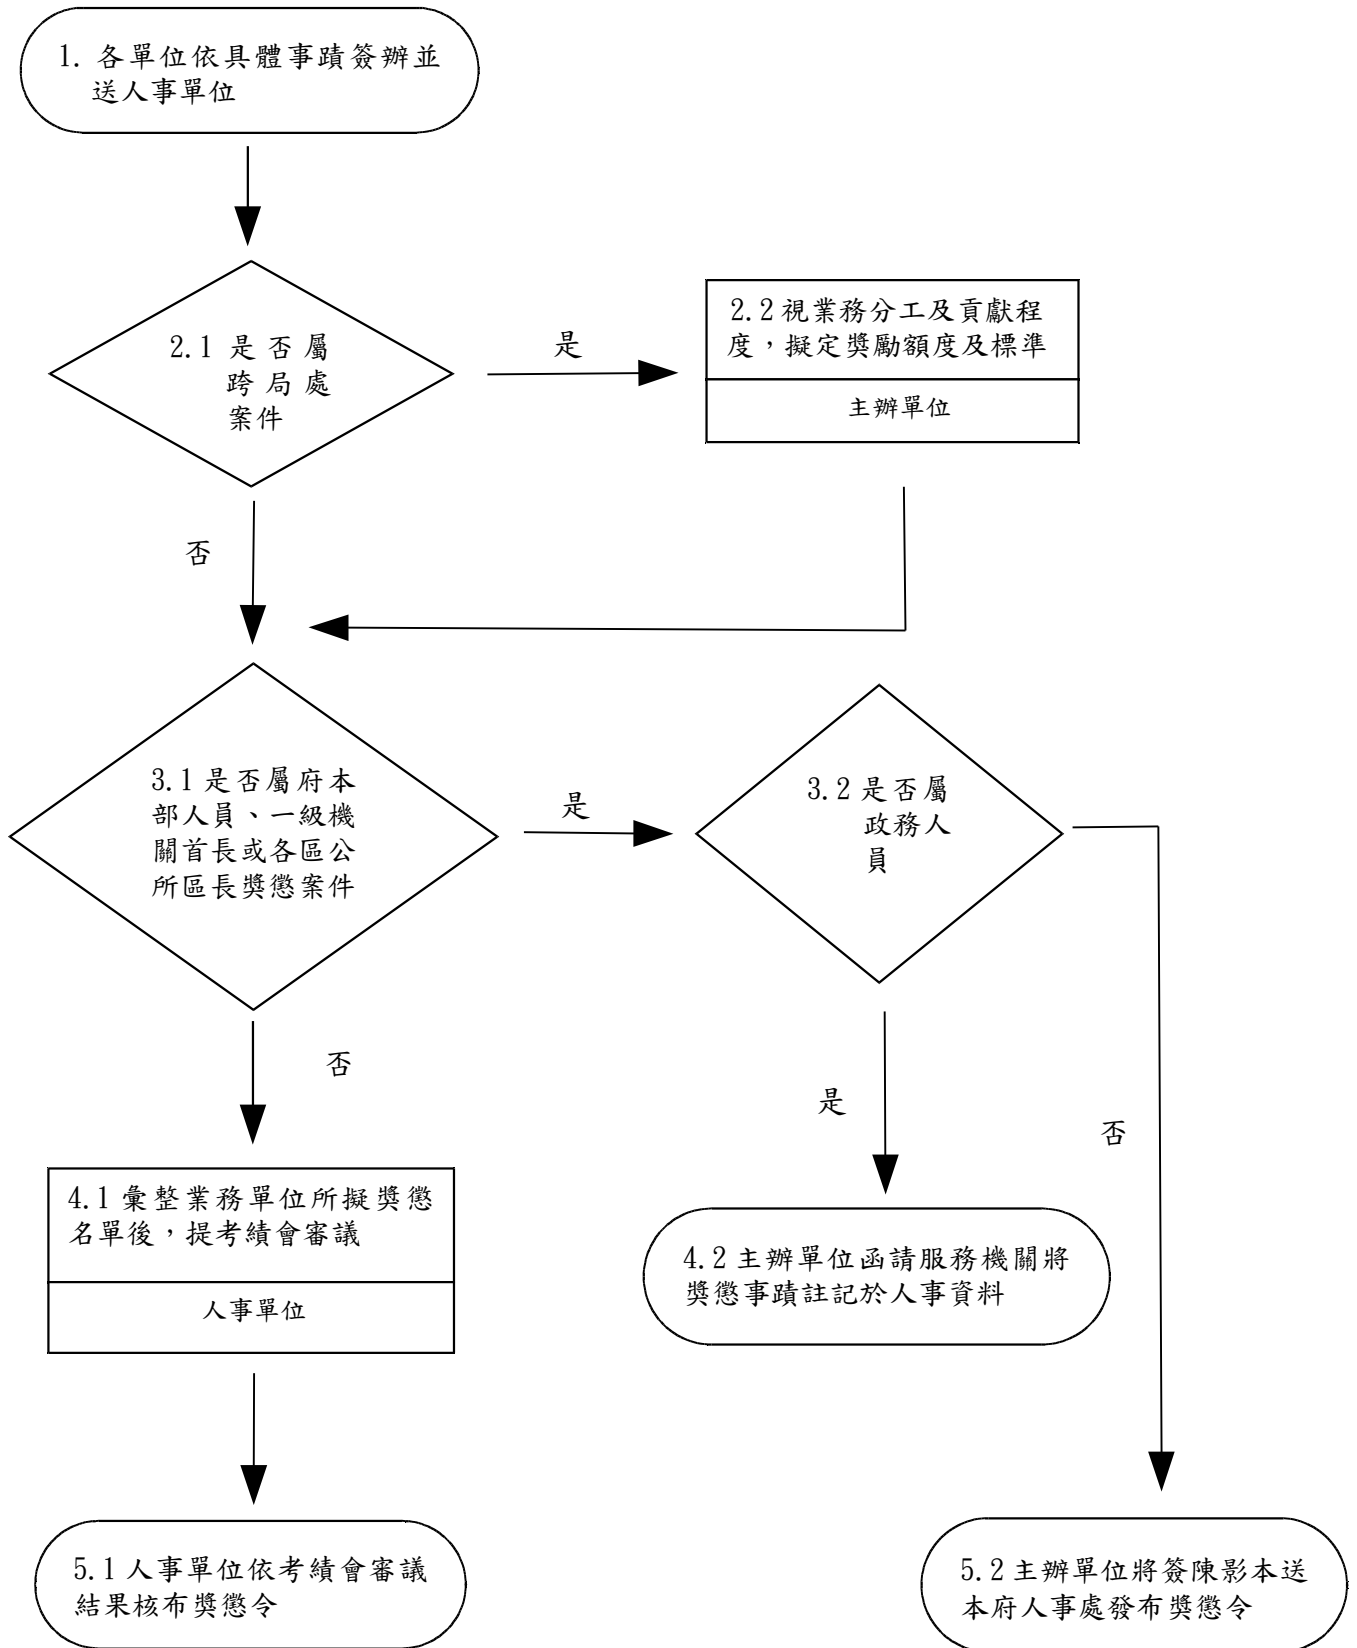 1. 各單位依具體事蹟簽辦並
送人事單位
2.1 是否屬
跨局處
案件
是
2.2 視業務分工及貢獻程
度，擬定獎勵額度及標準
主辦單位
否
3.1 是否屬府本
部人員、一級機
關首長或各區公
所區長獎懲案件
是
3.2 是否屬
政務人
員
否
是
否
4.1 彙整業務單位所擬獎懲
名單後，提考績會審議
人事單位
4.2 主辦單位函請服務機關將
獎懲事蹟註記於人事資料
5.1 人事單位依考績會審議
結果核布獎懲令
5.2 主辦單位將簽陳影本送
本府人事處發布獎懲令